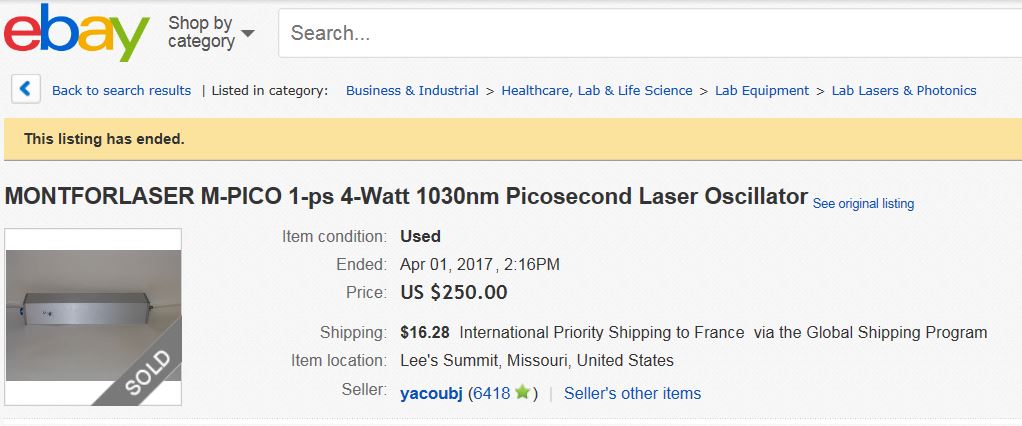 ebay
Shop by
category
Search...
Back to search results | Listed in category: Business & Industrial > Healthcare, Lab & Life Science > Lab Equipment > Lab Lasers & Photonics
This listing has ended.
MONTFORLASER M-PICO 1-ps 4-Watt 1030nm Picosecond Laser Oscillator See original listing
Item condition: Used
Ended: Apr 01, 2017 , 2:16PM
Price: US $250.00
Shipping: $16.28 International Priority Shipping to France via the Global Shipping Program
Item location: Lee's Summit, Missouri, United States
Seller: yacoubj (6418 ) | Seller's other items
SOLD